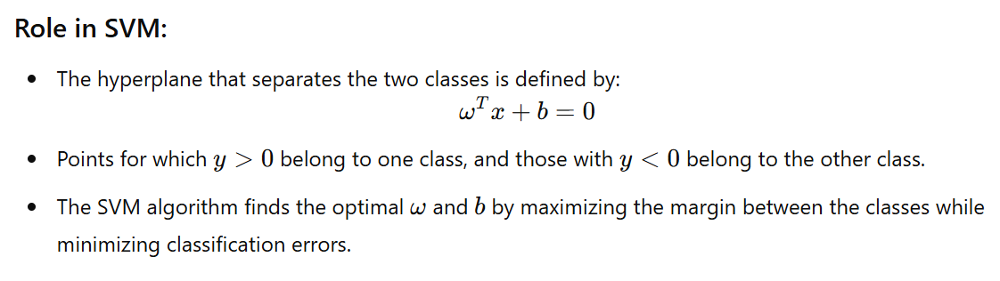 Role in SVM:
The hyperplane that separates the two classes is defined by:
ω^T x + b = 0
Points for which y > 0 belong to one class, and those with y < 0 belong to the other class.
The SVM algorithm finds the optimal ω and b by maximizing the margin between the classes while
minimizing classification errors.